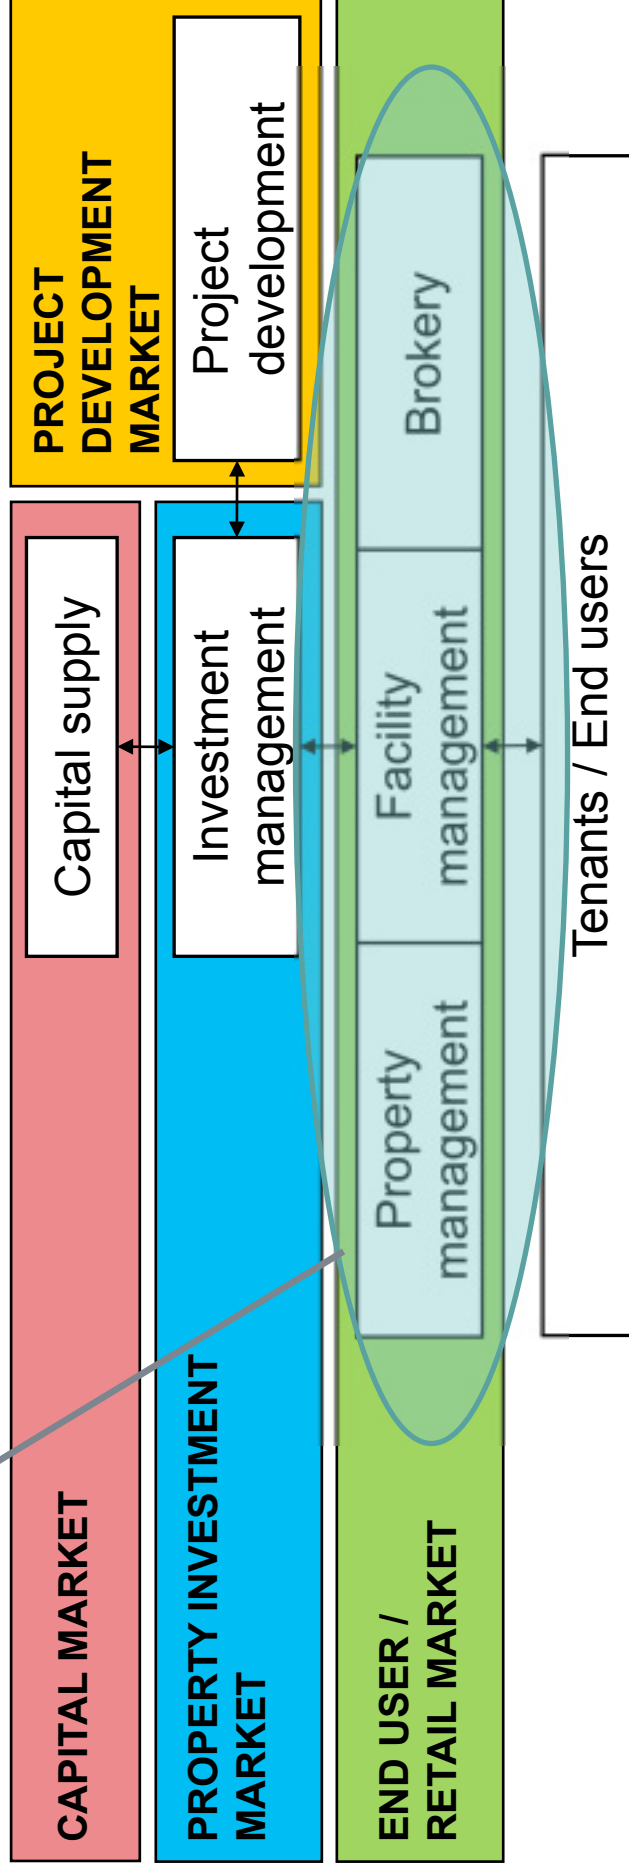 CAPITAL MARKET
Capital supply
PROJECT
DEVELOPMENT
MARKET
PROPERTY INVESTMENT
MARKET
Investment
management
Project
development
END USER /
RETAIL MARKET
Property
management
Facility
management
Brokery
Tenants / End users